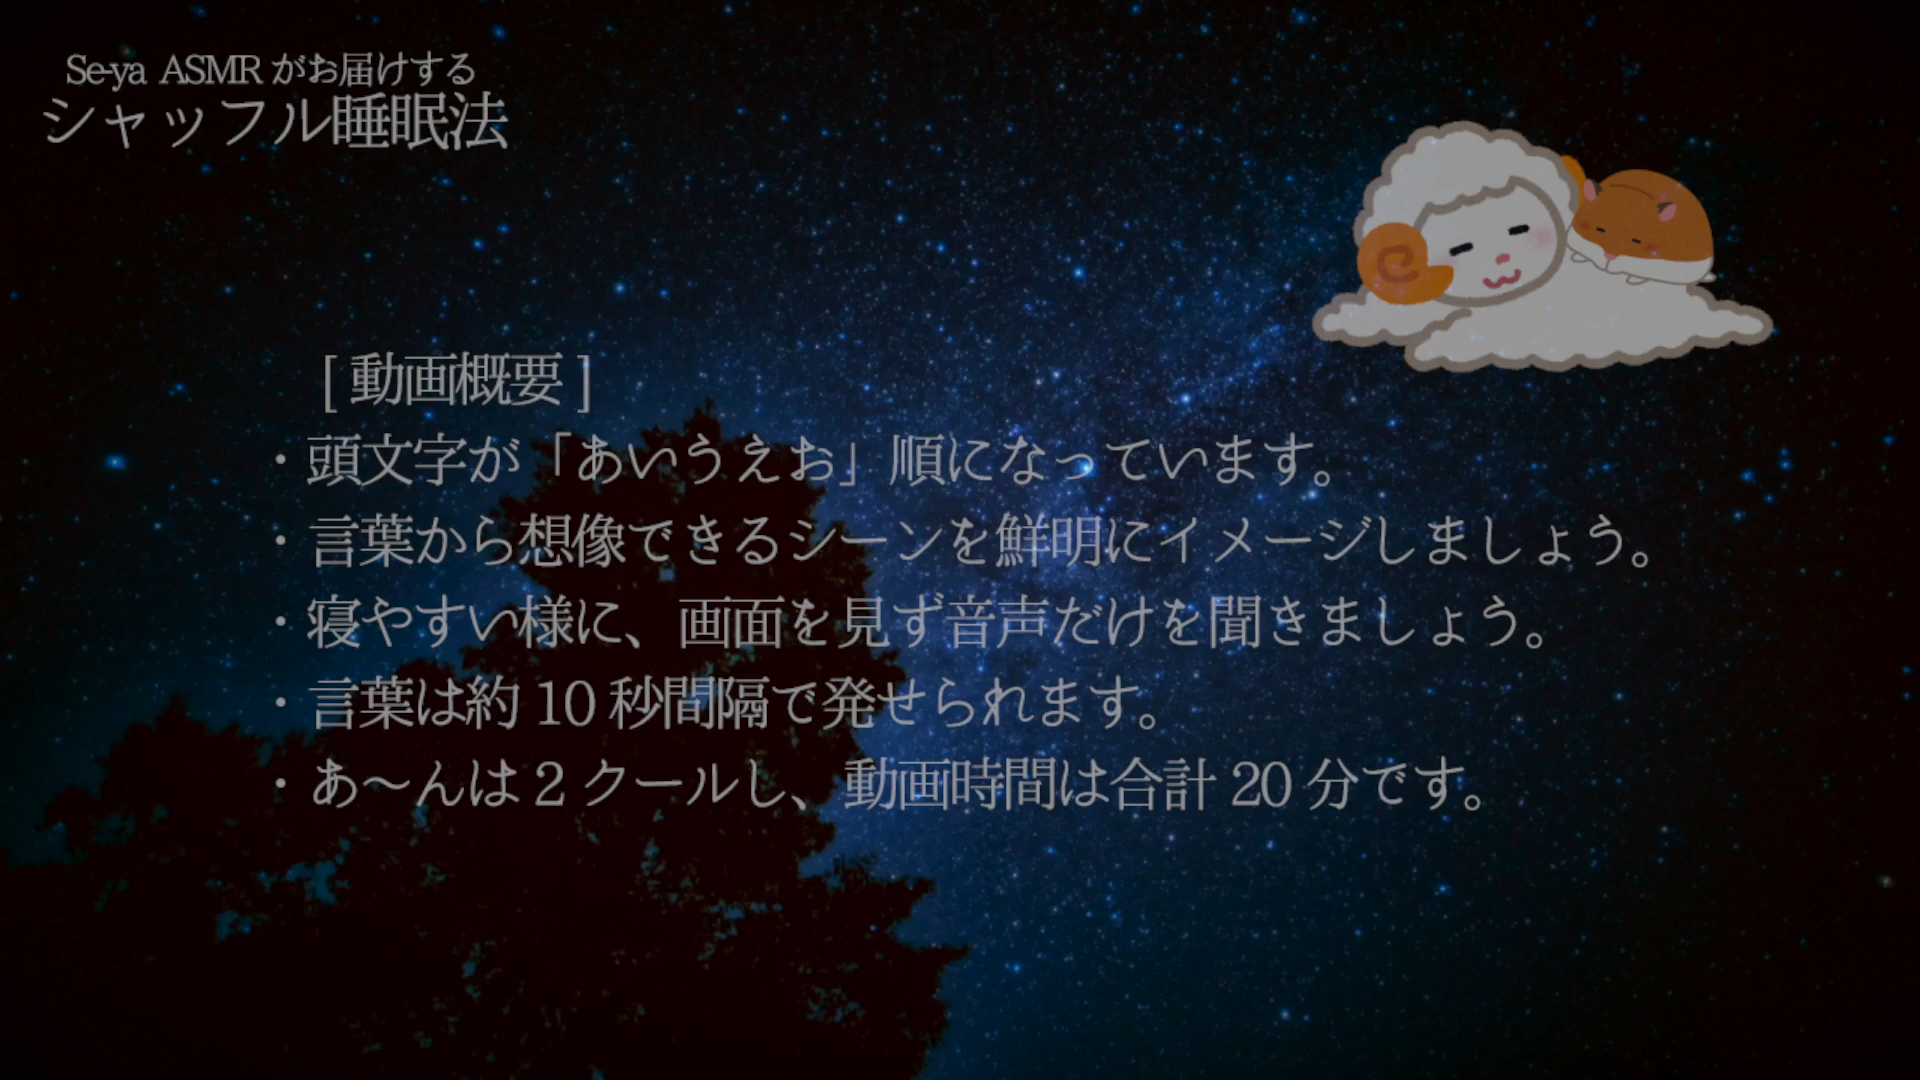 Se-ya ASMRがお届けする
シャッフル睡眠法
[ 動画概要 ]
・頭文字が「あいうえお」順になっています。
・言葉から想像できるシーンを鮮明にイメージしましょう。
・寝やすい様に、画面を見ず音声だけを聞きましょう。
・言葉は約 10 秒間隔で発せられます。
・あ〜んは 2 クールし、動画時間は合計 20 分です。